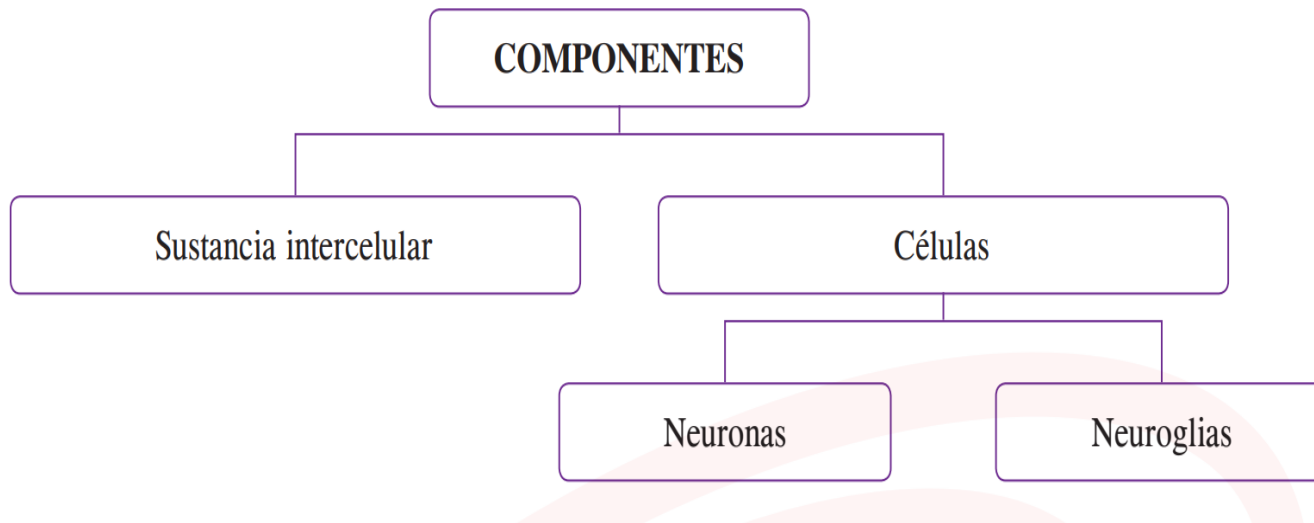 COMPONENTES
Sustancia intercelular
Células
Neuronas
Neuroglias